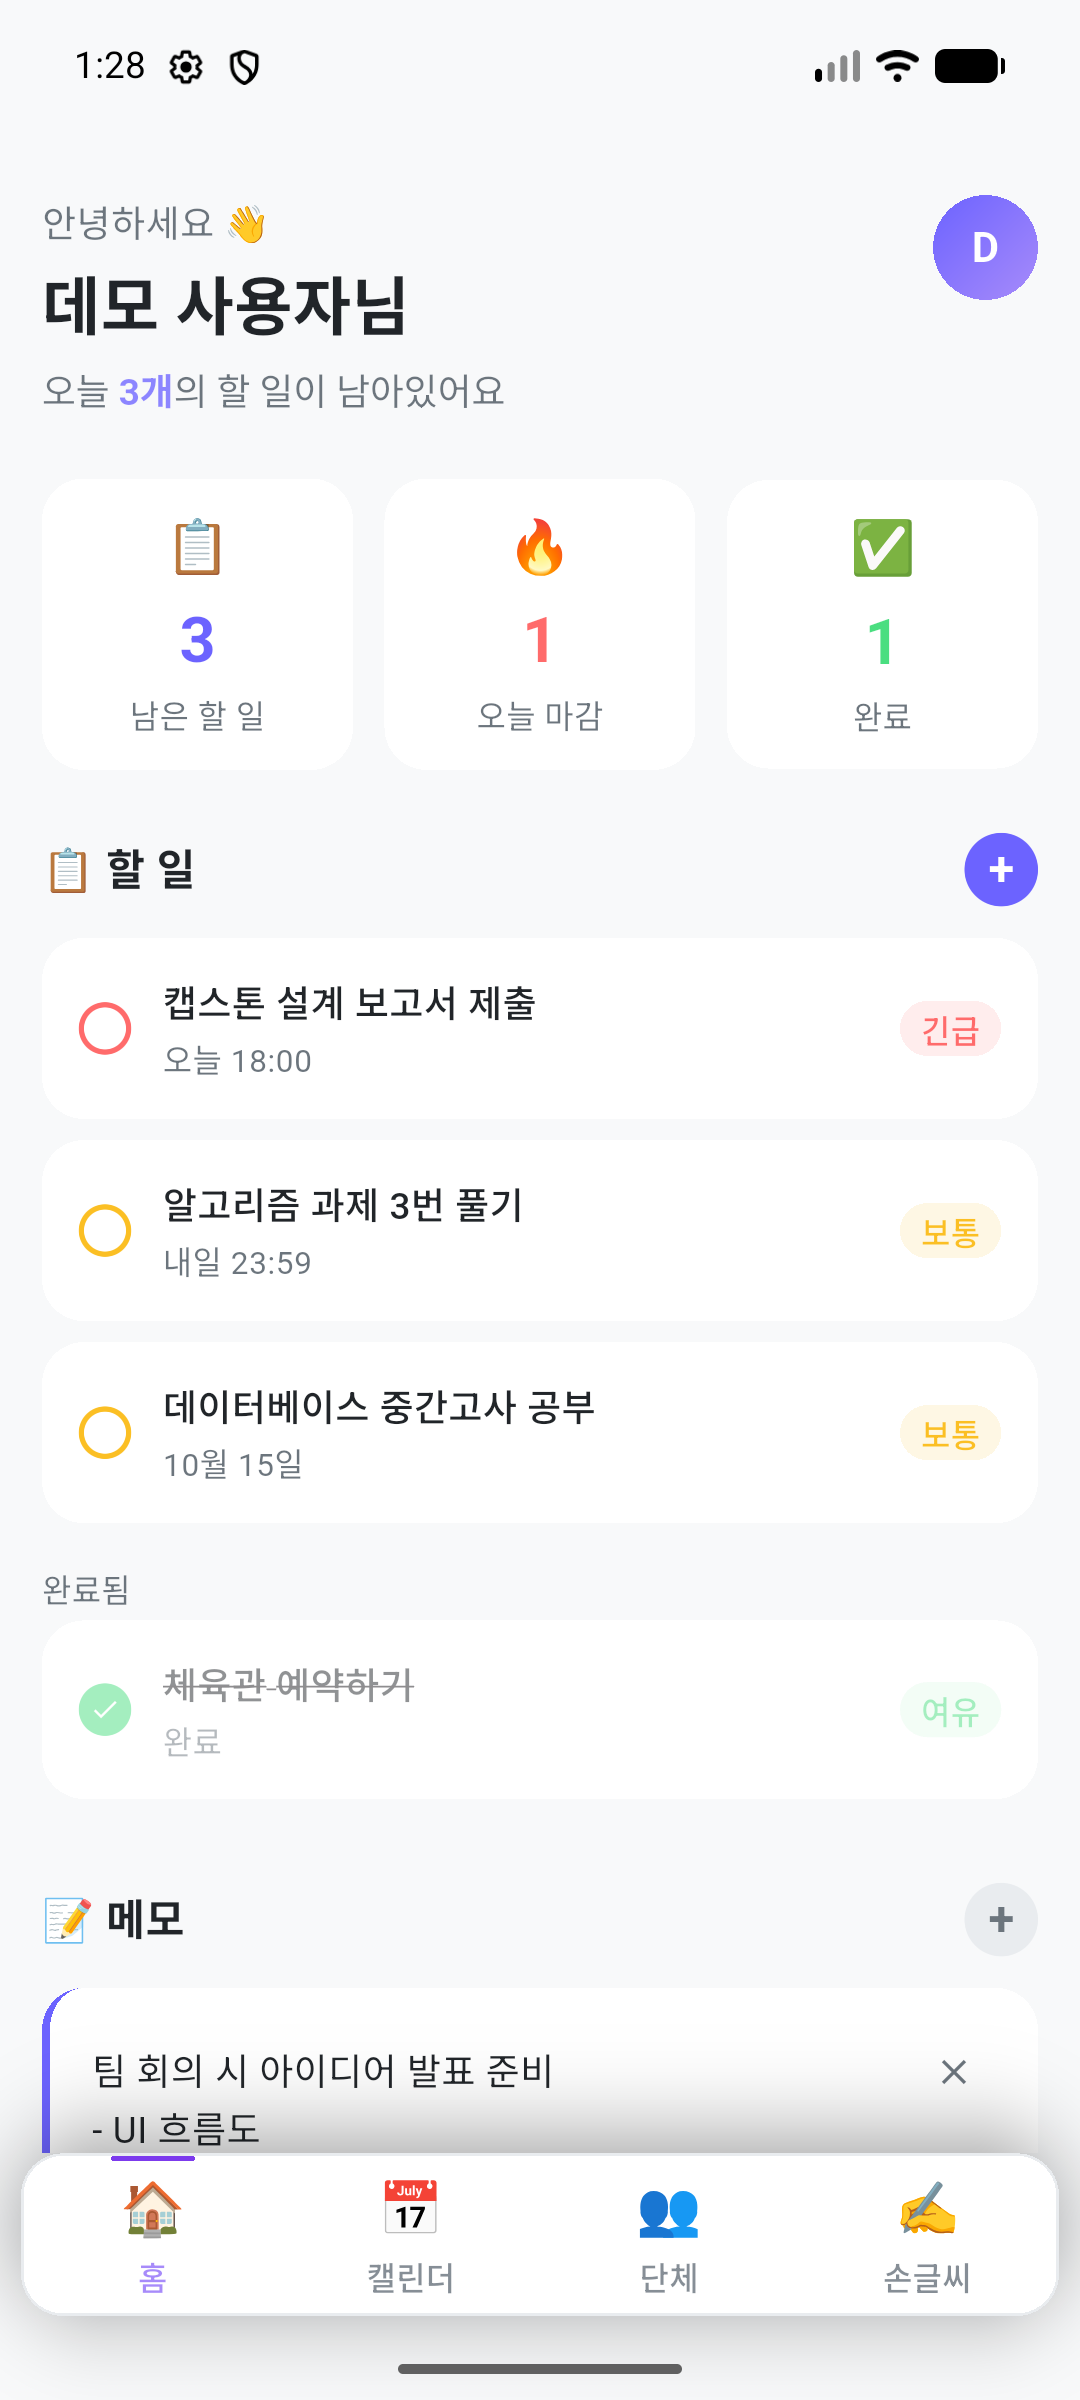 1:28
안녕하세요 👋
D
데모 사용자님
오늘 3개의 할 일이 남아있어요
📋
🔥
✅
3
1
1
남은 할 일
오늘 마감
완료
📋 할 일
+
캡스톤 설계 보고서 제출
긴급
오늘 18:00
알고리즘 과제 3번 풀기
보통
내일 23:59
데이터베이스 중간고사 공부
보통
10월 15일
완료됨
체육관 예약하기
여유
완료
📝 메모
+
팀 회의 시 아이디어 발표 준비
- UI 흐름도
July
17
홈
캘린더
단체
손글씨